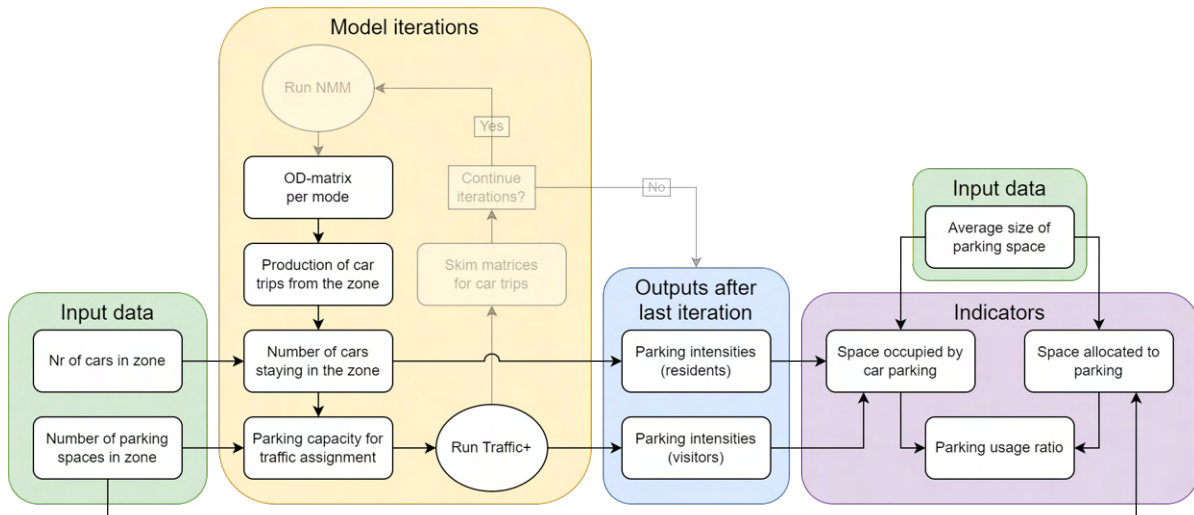 Model iterations
Run NMM
Yes
OD-matrix
per mode
Continue
iterations?
No
Production of car
trips from the zone
Skim matrices
for car trips
Input data
Nr of cars in zone
Number of cars
staying in the zone
Number of parking
spaces in zone
Parking capacity for
traffic assignment
Run Traffic+
Outputs after
last iteration
Parking intensities
(residents)
Parking intensities
(visitors)
Input data
Average size of
parking space
Indicators
Space occupied by
car parking
Space allocated to
parking
Parking usage ratio